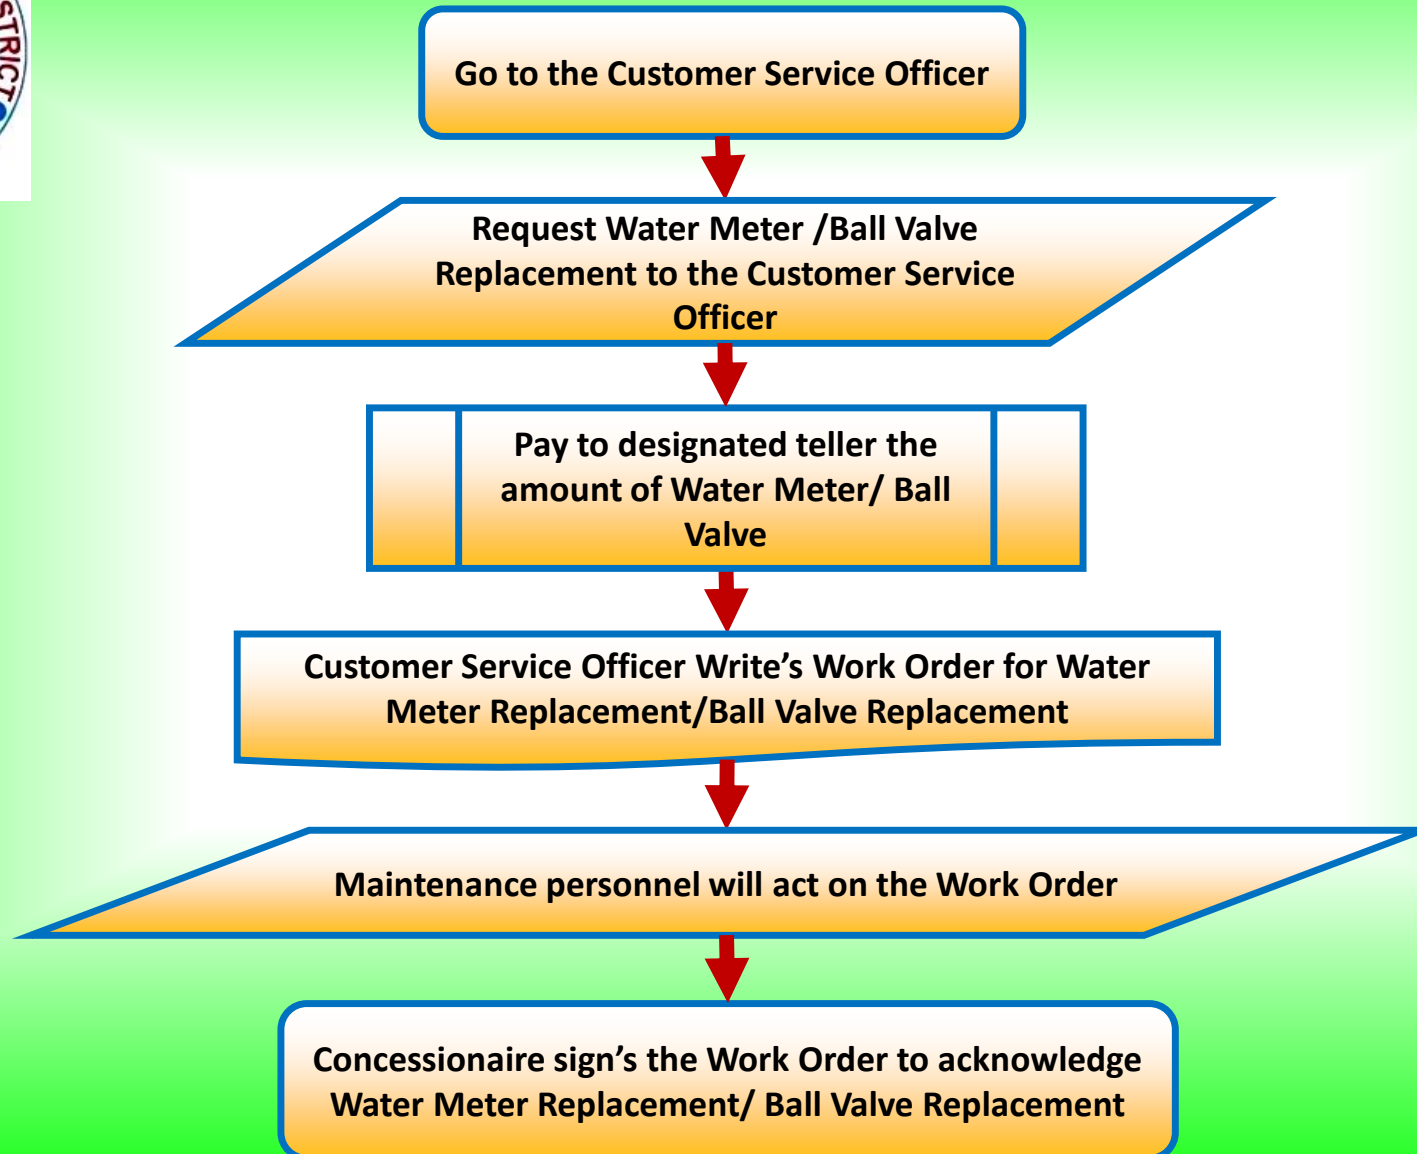 STRICT
Go to the Customer Service Officer
Request Water Meter /Ball Valve
Replacement to the Customer Service
Officer
Pay to designated teller the
amount of Water Meter/ Ball
Valve
Customer Service Officer Write’s Work Order for Water
Meter Replacement/Ball Valve Replacement
Maintenance personnel will act on the Work Order
Concessionaire sign’s the Work Order to acknowledge
Water Meter Replacement/ Ball Valve Replacement